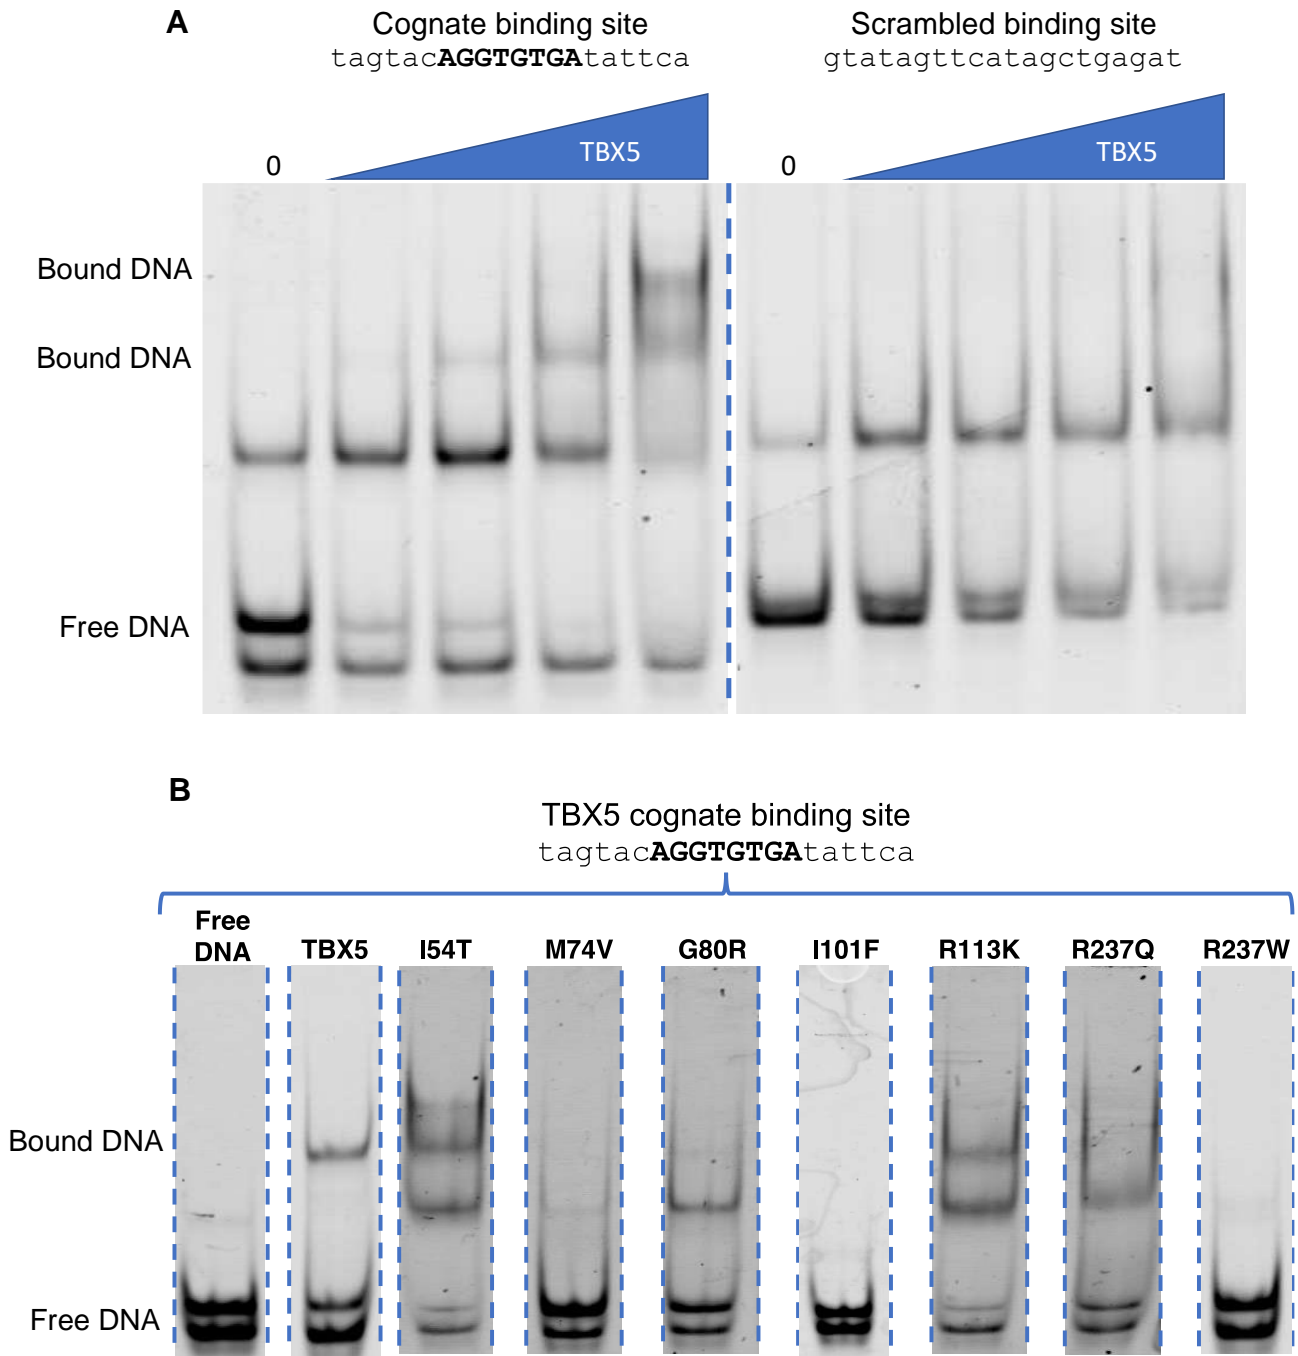 A
Cognate binding site
tagtacAGGTGTGAtattca
Scrambled binding site
gtatagttcatagctgagat
0
TBX5
0
TBX5
Bound DNA
Bound DNA
Free DNA
B
TBX5 cognate binding site
tagtacAGGTGTGAtattca
Free
DNA
TBX5
I54T
M74V
G80R
I101F
R113K
R237Q
R237W
Bound DNA
Free DNA